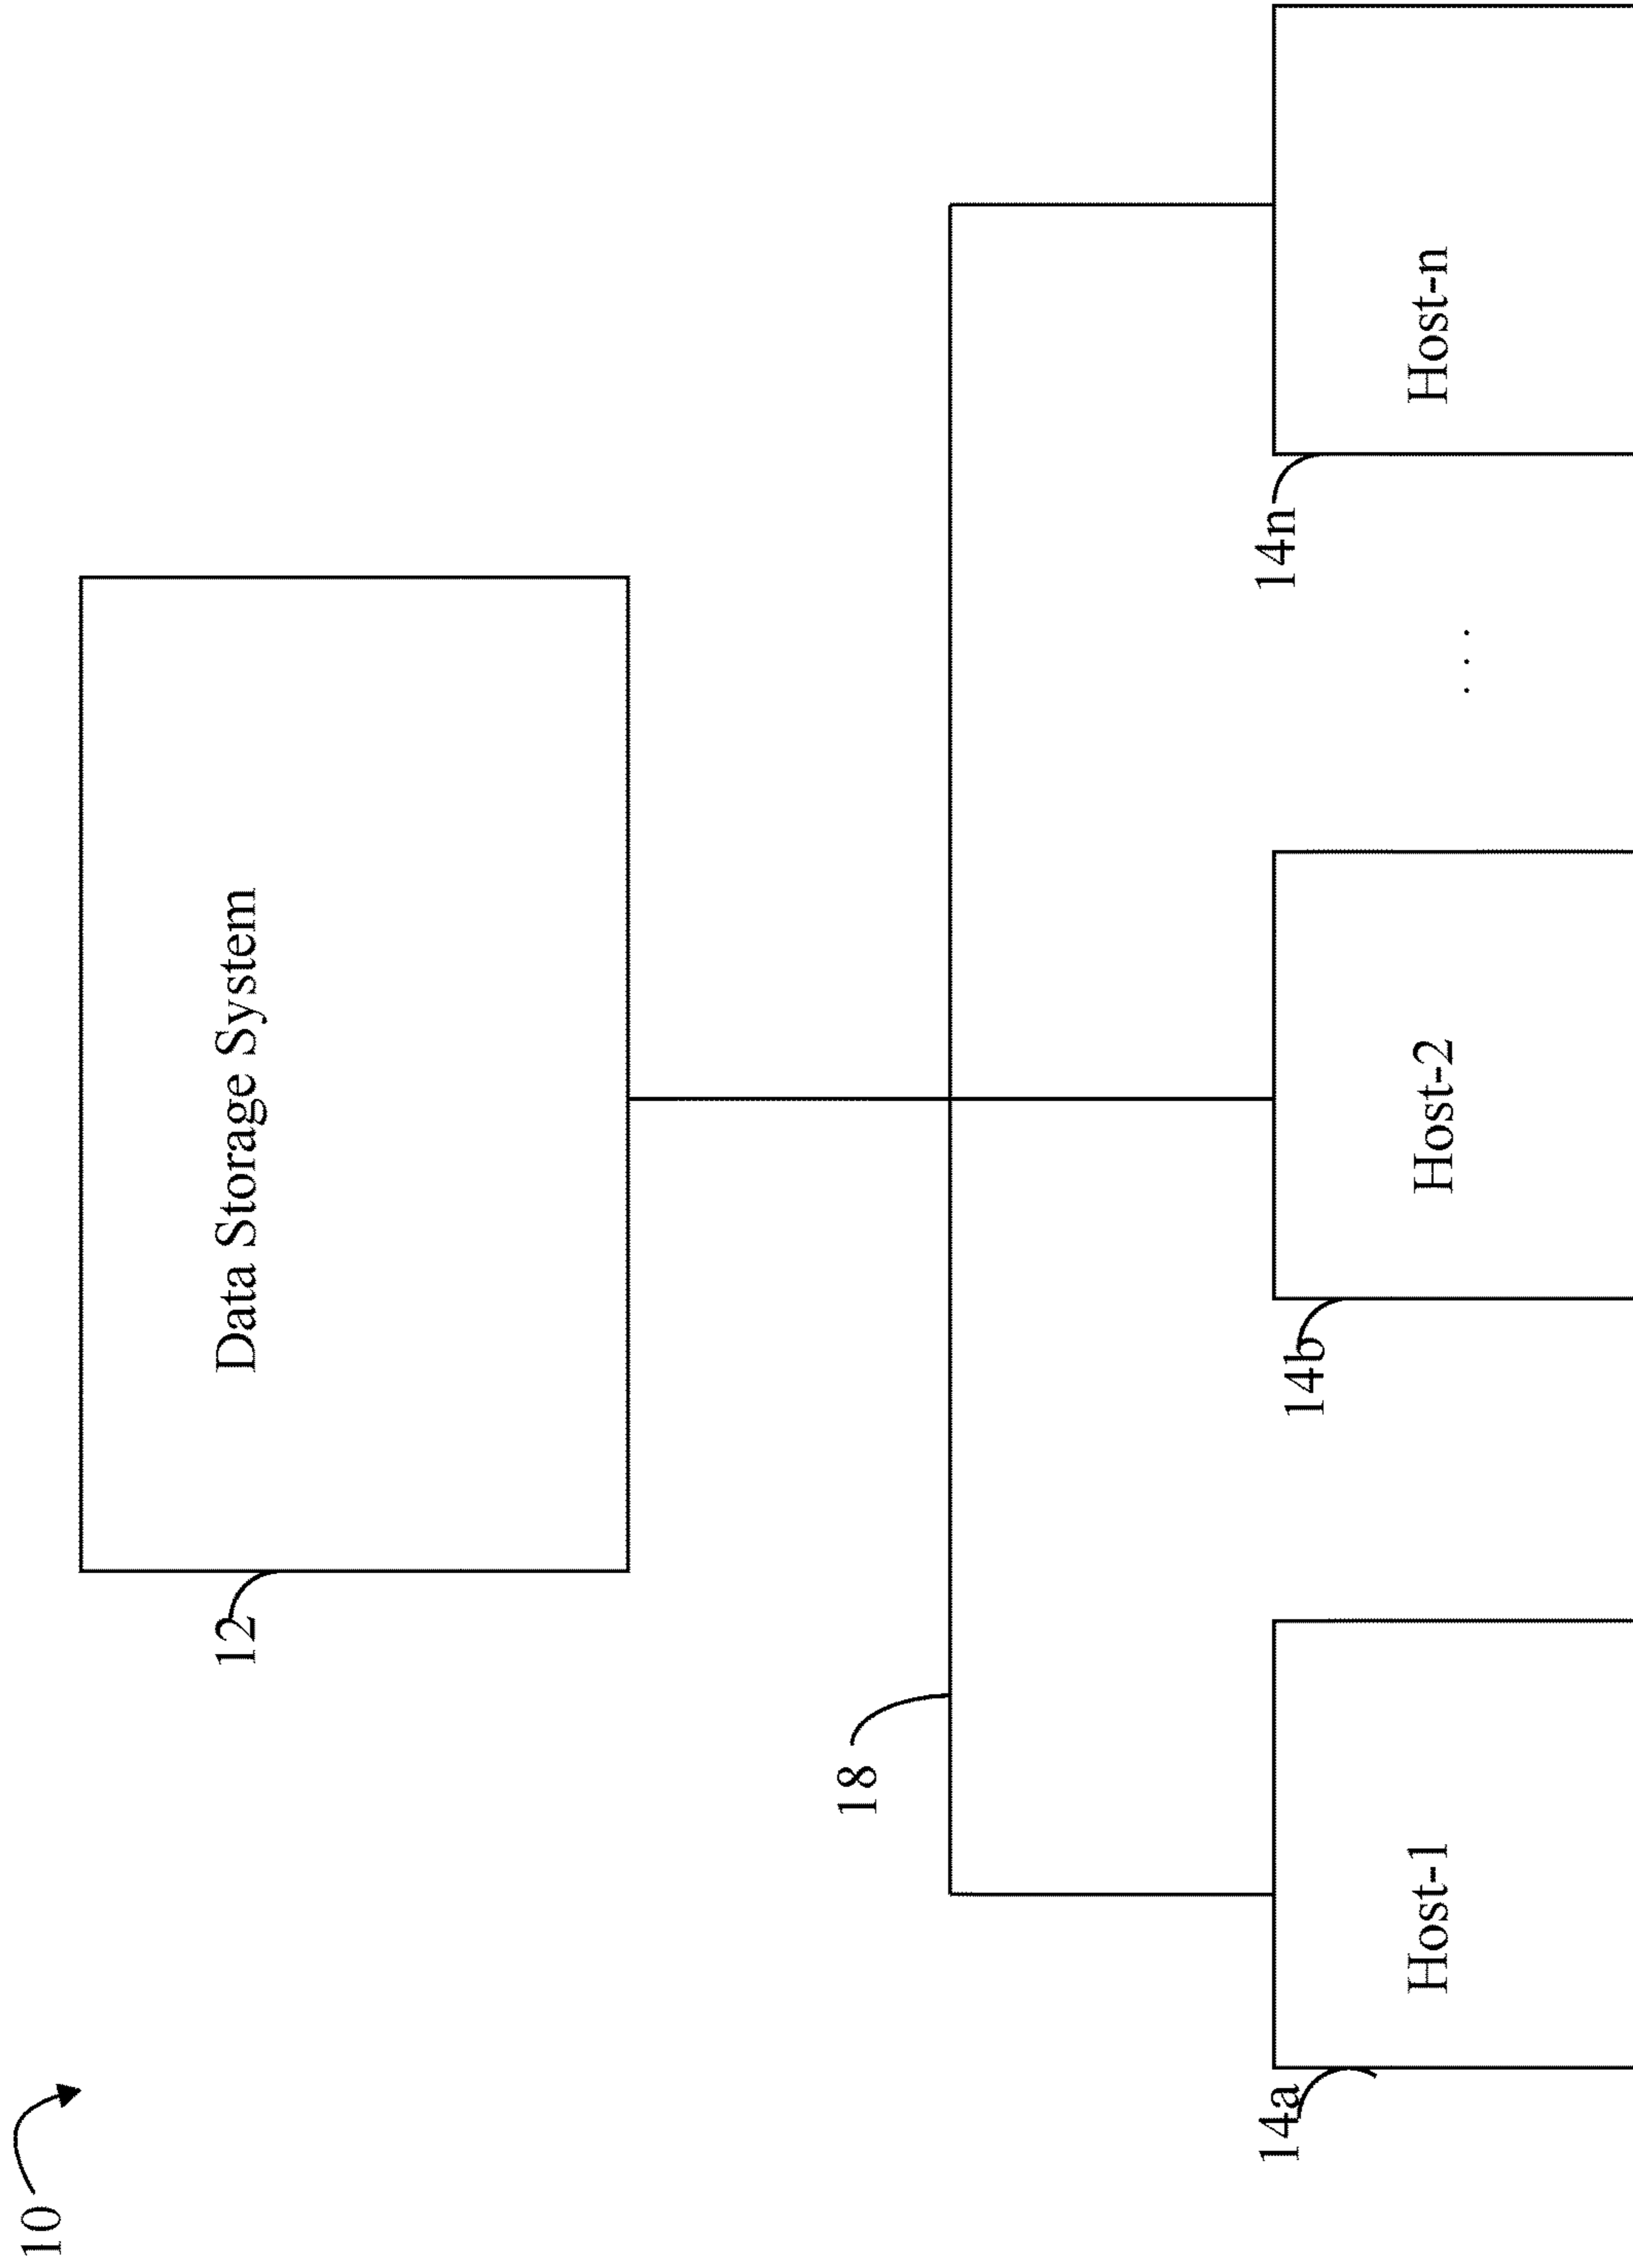 10
12
Data Storage System
18
14a
Host-1
14b
Host-2
. . .
14n
Host-n